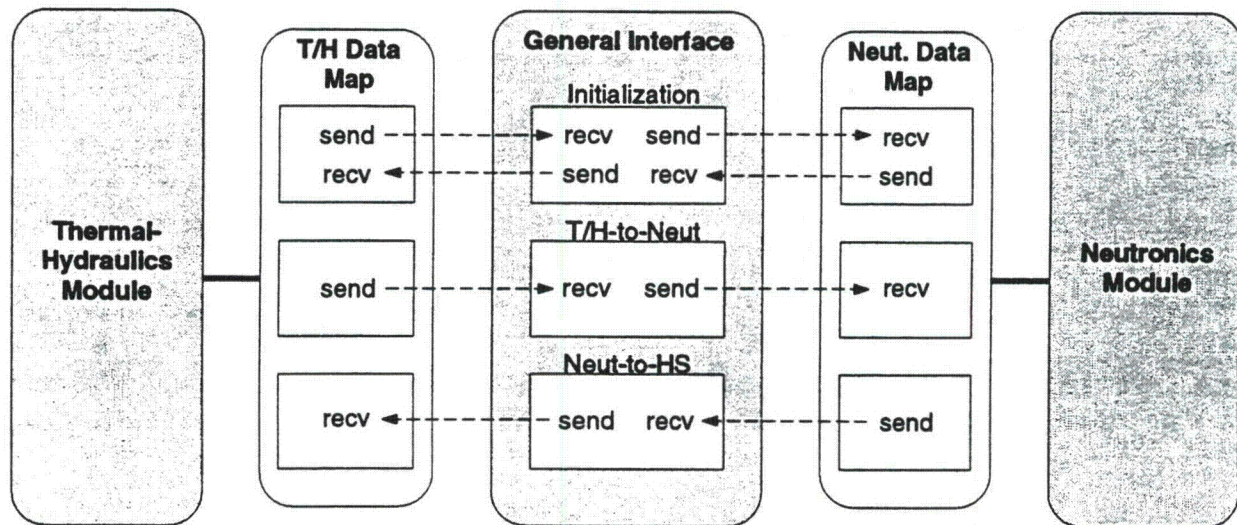 T/H Data
Map
General Interface
Neut. Data
Map
Initialization
send recv send recv
recv send recv send
T/H-to-Neut
send recv send recv
Neut-to-HS
recv send recv send
Thermal-
Hydraulics
Module
Neutronics
Module